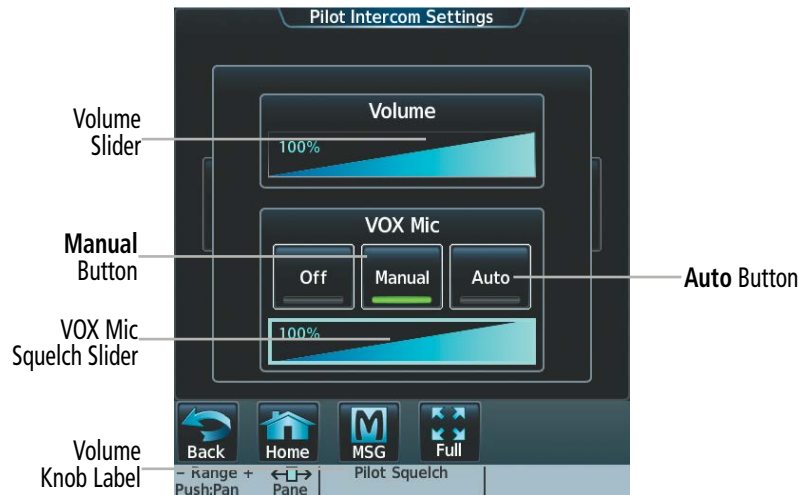 Pilot Intercom Settings
Volume
Slider
Volume
100%
VOX Mic
Manual
Button
Off
Manual
Auto
Auto Button
VOX Mic
Squelch Slider
100%
Back
Home
MSG
Full
Volume
Knob Label
– Range +
Push:Pan
Pane
Pilot Squelch